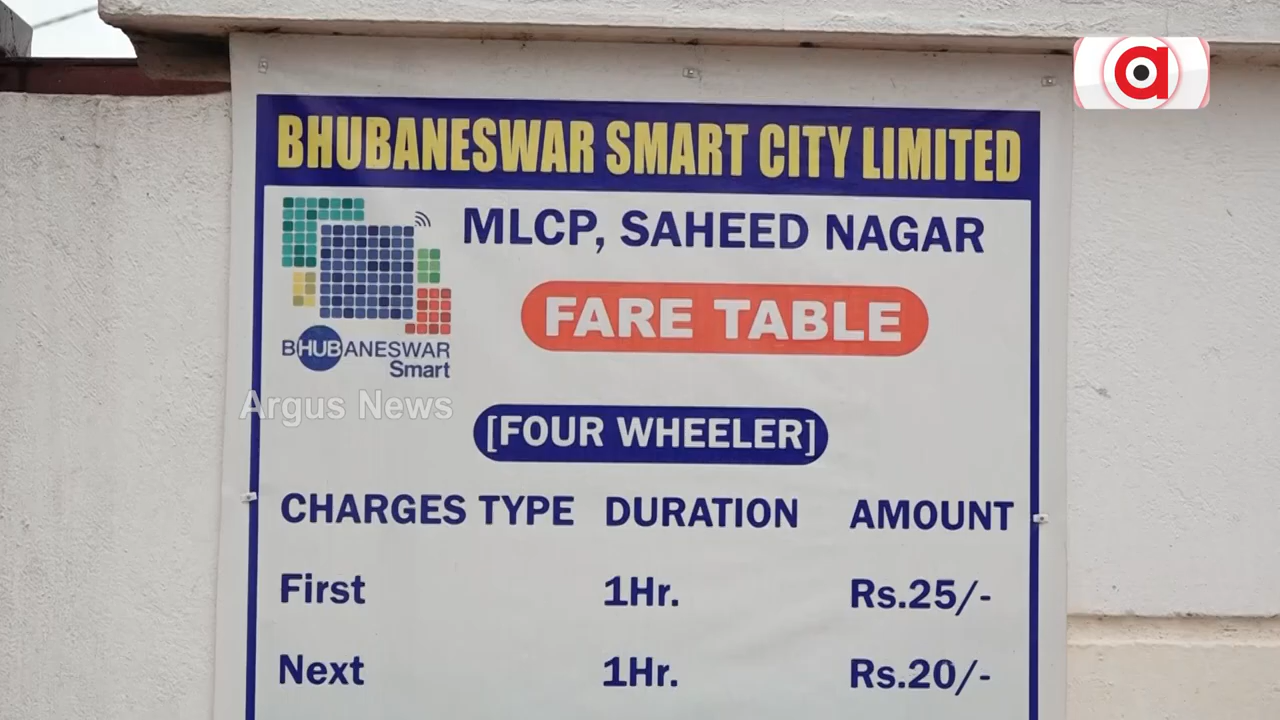 a
BHUBANESWAR SMART CITY LIMITED
MLCP, SAHEED NAGAR
FARE TABLE
BHUBANESWAR
Smart
Argus News
[FOUR WHEELER]
CHARGES TYPE DURATION AMOUNT
First 1Hr. Rs.25/-
Next 1Hr. Rs.20/-